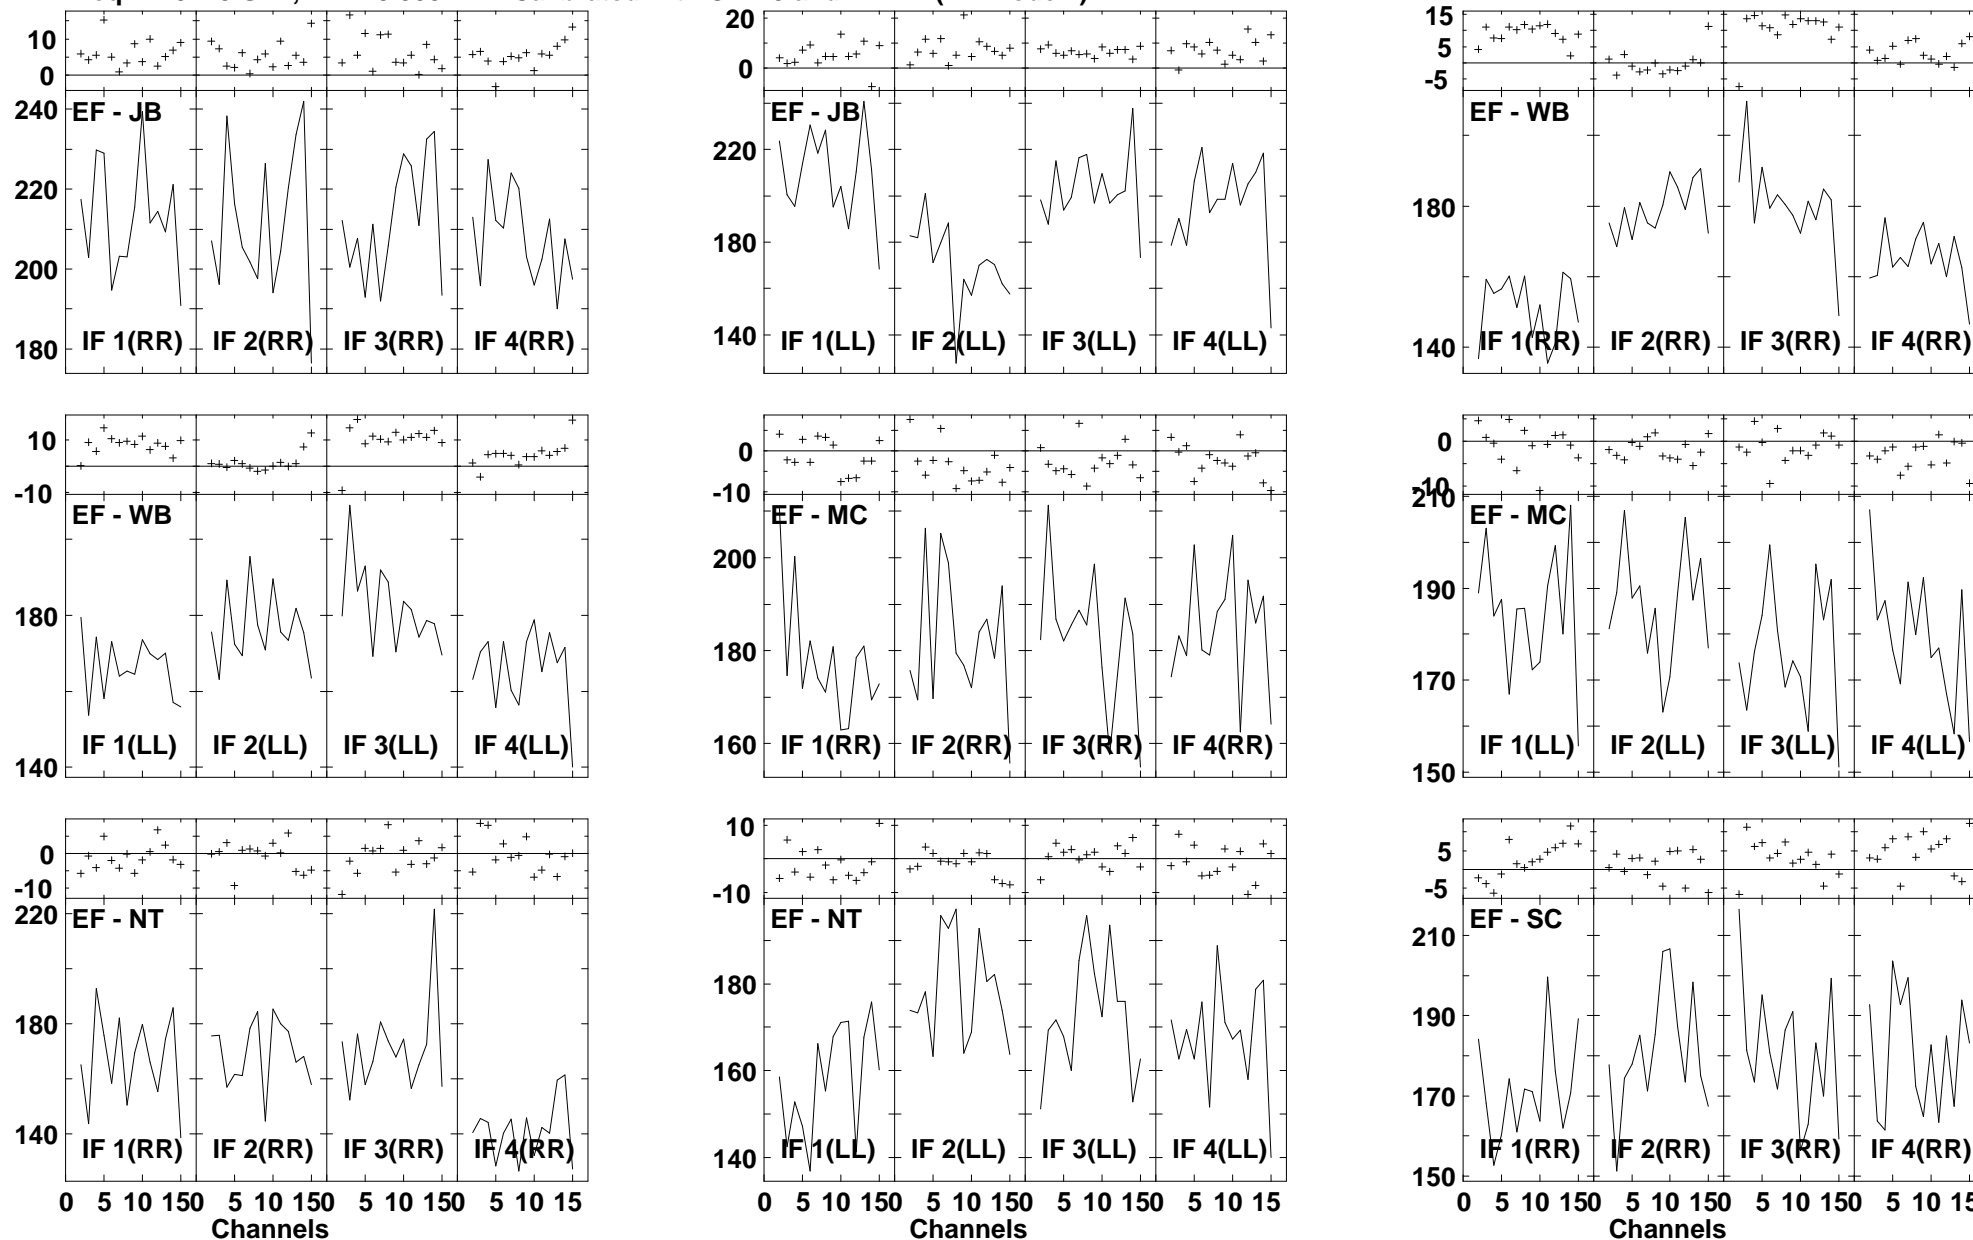 10
0
20
0
15
5
-5
EF - JB
240
220
200
180
IF 1(RR) IF 2(RR) IF 3(RR) IF 4(RR)
EF - JB
220
180
140
IF 1(LL) IF 2(LL) IF 3(LL) IF 4(LL)
EF - WB
180
140
IF 1(RR) IF 2(RR) IF 3(RR) IF 4(RR)
10
-10
0
-10
0
-10
EF - WB
180
140
IF 1(LL) IF 2(LL) IF 3(LL) IF 4(LL)
EF - MC
200
180
160
IF 1(RR) IF 2(RR) IF 3(RR) IF 4(RR)
EF - MC
210
190
170
150
IF 1(LL) IF 2(LL) IF 3(LL) IF 4(LL)
0
-10
10
-10
5
-5
EF - NT
220
180
140
IF 1(RR) IF 2(RR) IF 3(RR) IF 4(RR)
0 5 10 150 5 10 150 5 10 150 5 10 15
Channels
EF - NT
180
160
140
IF 1(LL) IF 2(LL) IF 3(LL) IF 4(LL)
0 5 10 150 5 10 150 5 10 150 5 10 15
Channels
EF - SC
210
190
170
150
IF 1(RR) IF 2(RR) IF 3(RR) IF 4(RR)
0 5 10 150 5 10 150 5 10 150 5 10 15
Channels